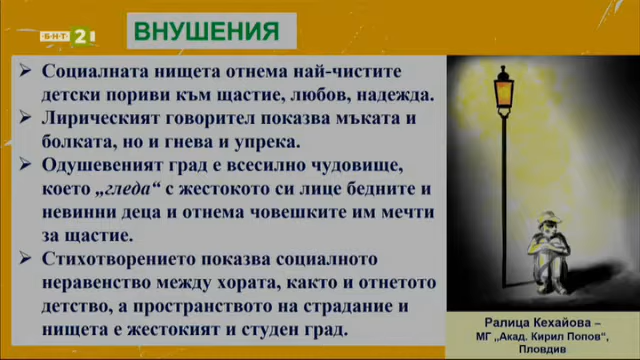 БНТ 2
ВНУШЕНИЯ
➢ Социалната нищета отнема най-чистите
детски пориви към щастие, любов, надежда.
➢ Лирическият говорител показва мъката и
болката, но и гнева и упрека.
➢ Одушевеният град е всесилно чудовище,
което „гледа“ с жестокото си лице бедните и
невинни деца и отнема човешките им мечти
за щастие.
➢ Стихотворението показва социалното
неравенство между хората, както и отнетото
детство, а пространството на страдание и
нищета е жестокият и студен град.
Ралица Кехайова –
МГ „Акад. Кирил Попов“,
Пловдив